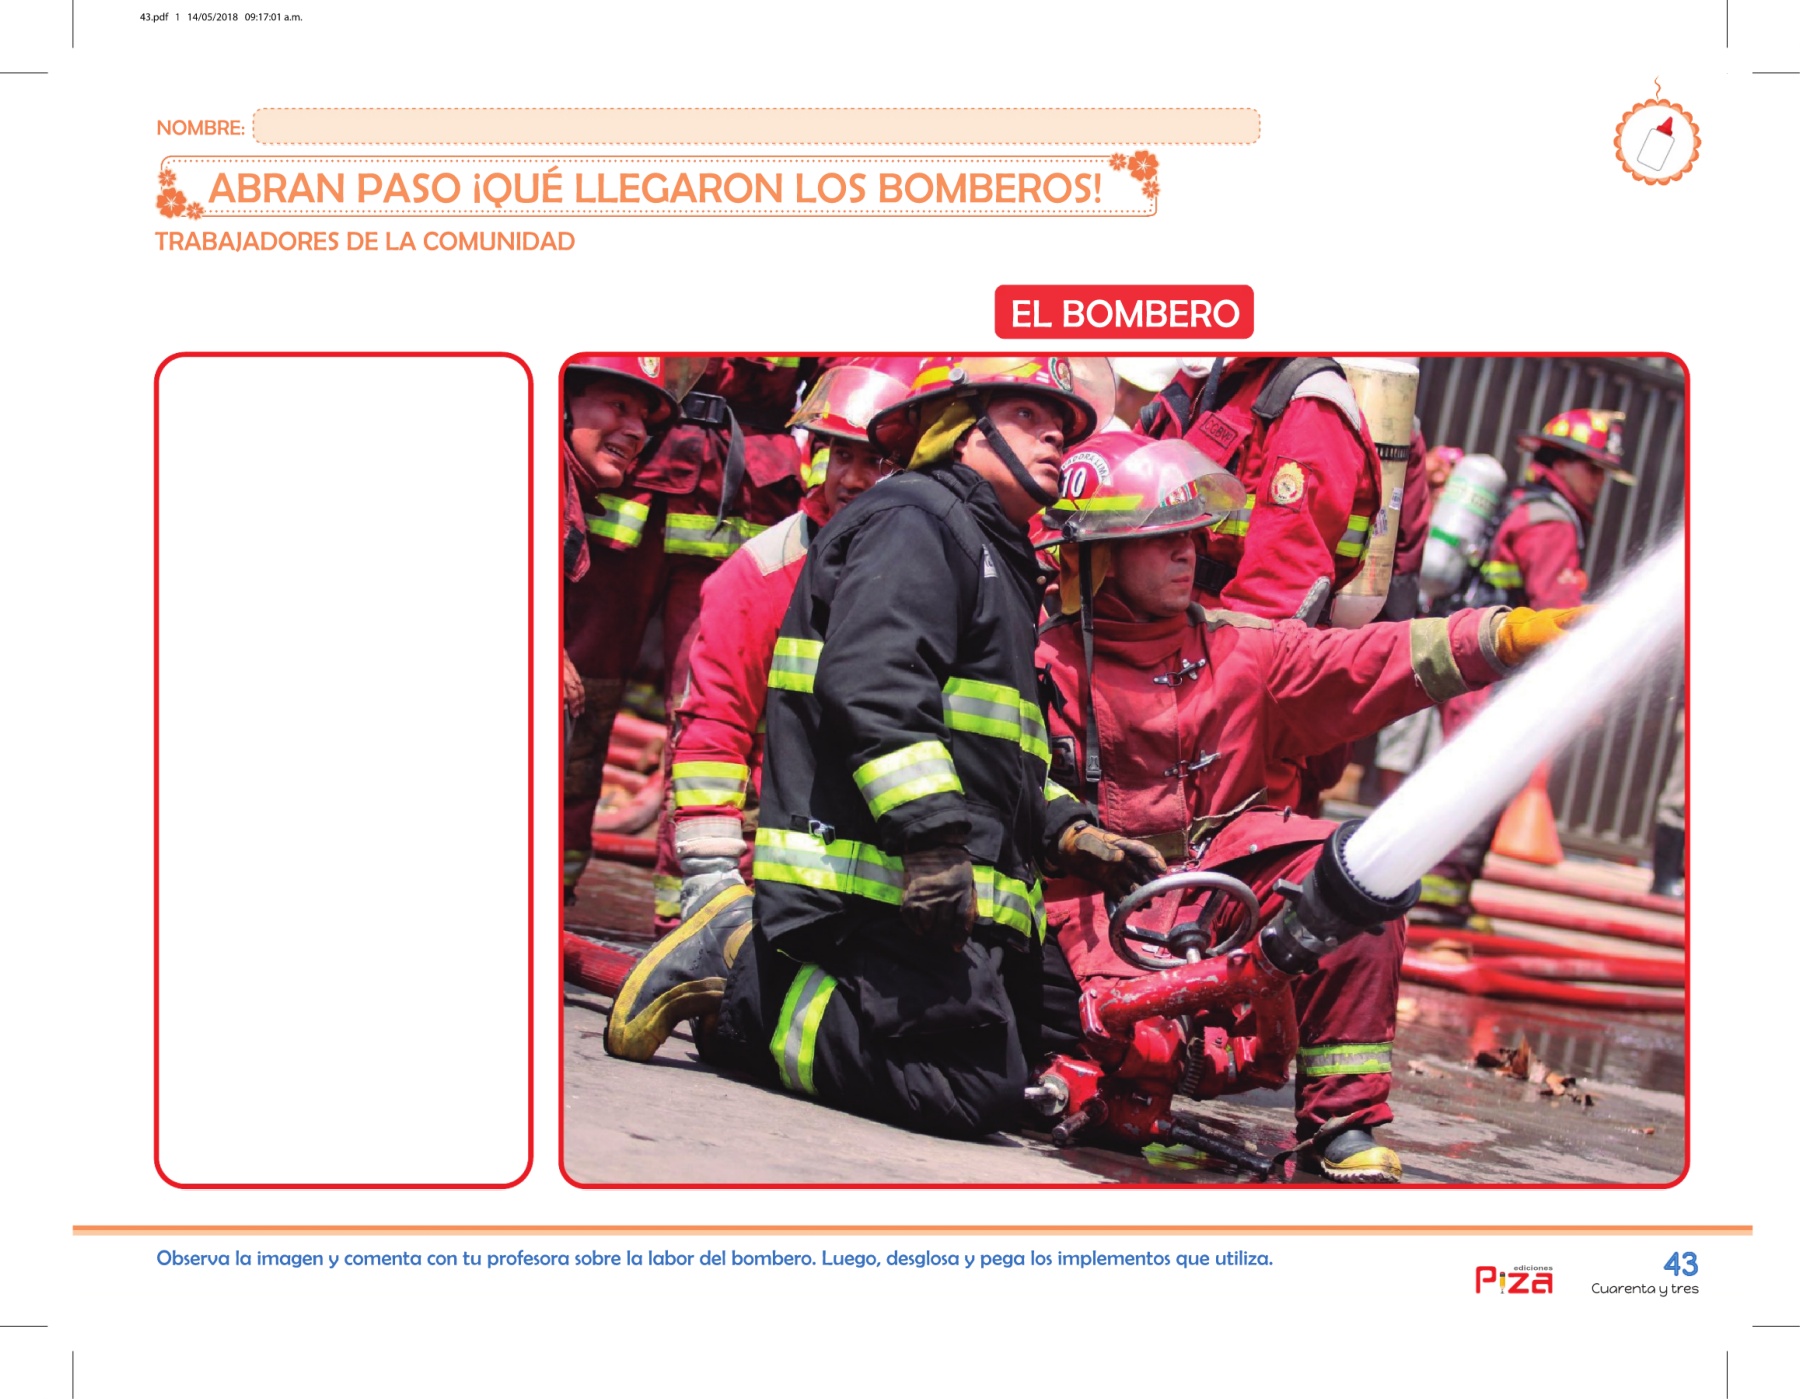 43.pdf 1 14/05/2018 09:17:01 a.m.
NOMBRE:
ABRAN PASO ¡QUÉ LLEGARON LOS BOMBEROS!
TRABAJADORES DE LA COMUNIDAD
EL BOMBERO
CGBVP
10
Observa la imagen y comenta con tu profesora sobre la labor del bombero. Luego, desglosa y pega los implementos que utiliza.
ediciones
Piza
43
Cuarenta y tres